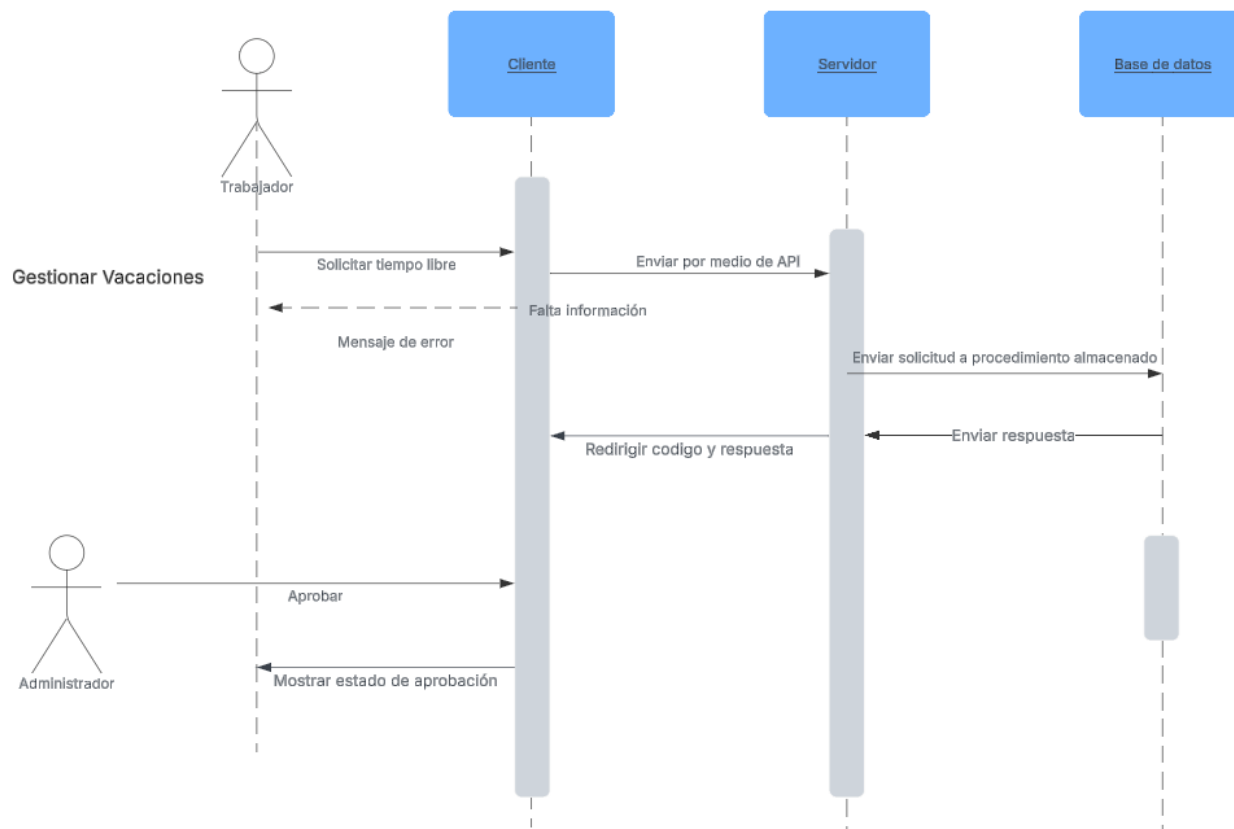 Cliente
Servidor
Base de datos
Trabajador
Solicitar tiempo libre
Enviar por medio de API
Gestionar Vacaciones
Falta información
Mensaje de error
Enviar solicitud a procedimiento almacenado
Redirigir codigo y respuesta
Enviar respuesta
Aprobar
Administrador
Mostrar estado de aprobación